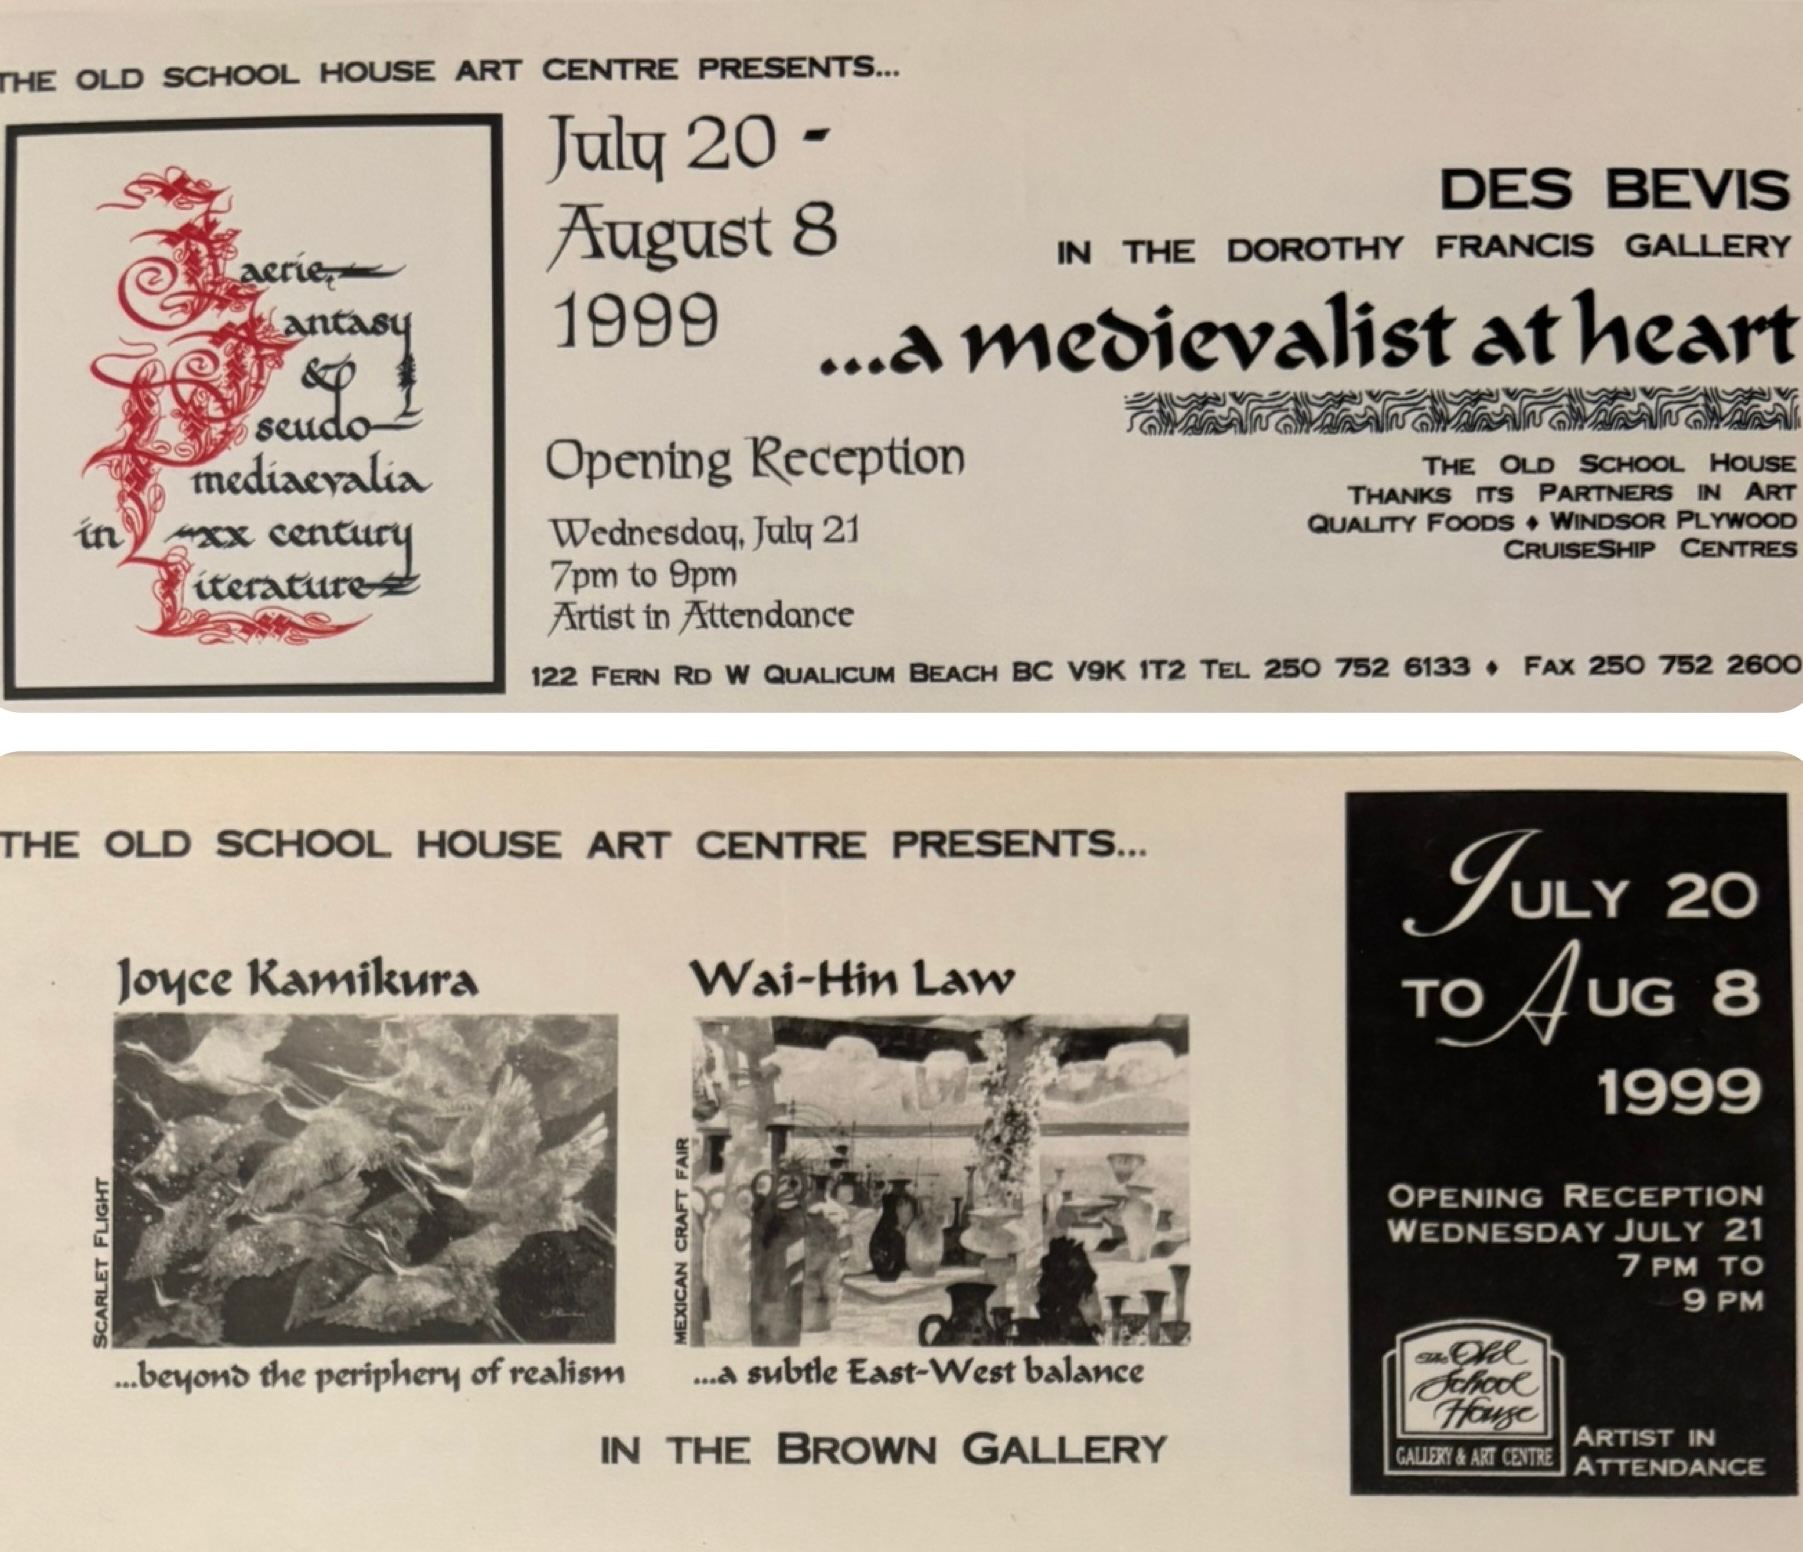 THE OLD SCHOOL HOUSE ART CENTRE PRESENTS...
Faerie,
Fantasy
&
Pseudo
mediaevalia
in xx century
Literature
July 20 -
August 8
1999
Opening Reception
Wednesday, July 21
7pm to 9pm
Artist in Attendance
DES BEVIS
IN THE DOROTHY FRANCIS GALLERY
...a medievalist at heart
THE OLD SCHOOL HOUSE
THANKS ITS PARTNERS IN ART
QUALITY FOODS ♦ WINDSOR PLYWOOD
CRUISESHIP CENTRES
122 FERN RD W QUALICUM BEACH BC V9K 1T2 TEL 250 752 6133 ♦ FAX 250 752 2600
THE OLD SCHOOL HOUSE ART CENTRE PRESENTS...
Joyce Kamikura
SCARLET FLIGHT
...beyond the periphery of realism
Wai-Hin Law
MEXICAN CRAFT FAIR
...a subtle East-West balance
IN THE BROWN GALLERY
JULY 20
TO AUG 8
1999
OPENING RECEPTION
WEDNESDAY JULY 21
7 PM TO
9 PM
The Old
School
House
GALLERY & ART CENTRE
ARTIST IN
ATTENDANCE